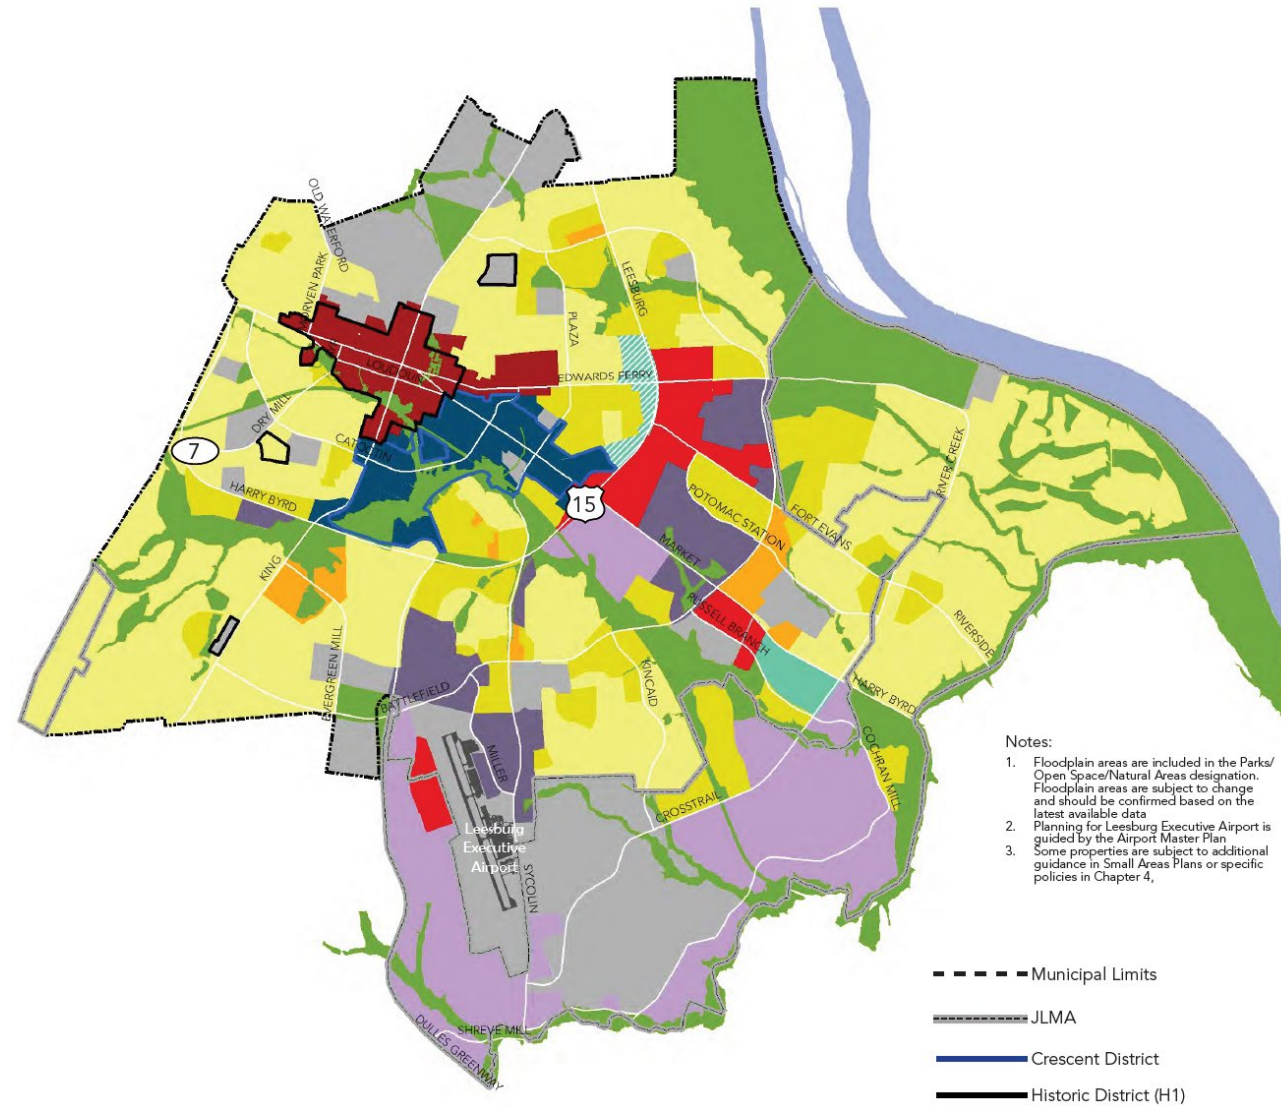 OLD WATERFORD
MORVEN PARK
LEESBURG
PLAZA
LOUDOUN
EDWARDS FERRY
DRY MILL
7
CATOCTIN
RIVER CREEK
HARRY BYRD
15
POTOMAC STATION
FORT EVANS
MARKET
KING
RUSSELL BRANCH
RIVERSIDE
EVERGREEN MILL
KINCAID
BATTLEFIELD
HARRY BYRD
COCHRAN MILL
MILLER
CROSSTRAIL
Leesburg
Executive
Airport
SYCOLIN
SHREVE MILL
DULLES GREENWAY
Notes:
1. Floodplain areas are included in the Parks/
Open Space/Natural Areas designation.
Floodplain areas are subject to change
and should be confirmed based on the
latest available data
2. Planning for Leesburg Executive Airport is
guided by the Airport Master Plan
3. Some properties are subject to additional
guidance in Small Areas Plans or specific
policies in Chapter 4,
Municipal Limits
JLMA
Crescent District
Historic District (H1)